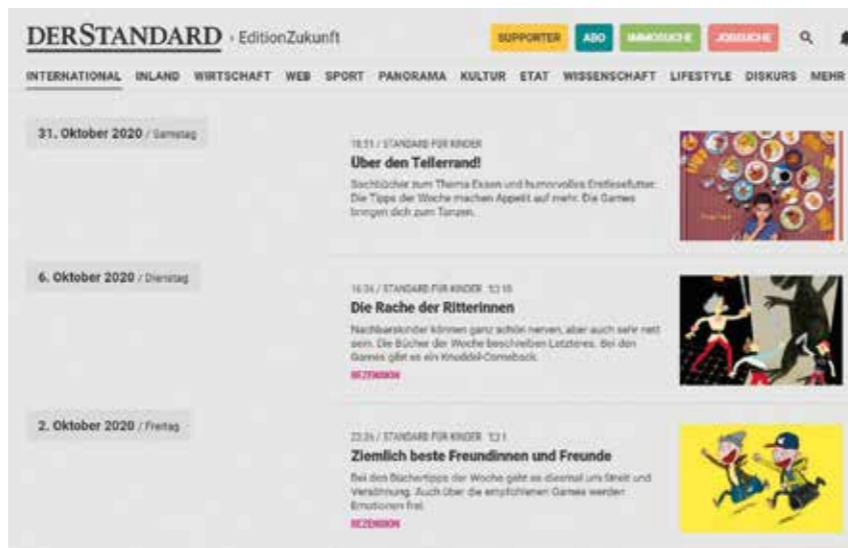 DERSTANDARD › EditionZukunft
SUPPORTER ABO IMMOSUCHE JOBSUCHE
INTERNATIONAL INLAND WIRTSCHAFT WEB SPORT PANORAMA KULTUR ETAT WISSENSCHAFT LIFESTYLE DISKURS MEHR
31. Oktober 2020 / Samstag
/ STANDARD FÜR KINDER
Über den Tellerrand!
Sachbücher zum Thema Essen und humorvolles Erstlesefutter.
Die Tipps der Woche machen Appetit auf mehr. Die Games
bringen dich zum Tanzen.
6. Oktober 2020 / Dienstag
/ STANDARD FÜR KINDER
Die Rache der Ritterinnen
Nachbarskinder können ganz schön nerven, aber auch sehr nett
sein. Die Bücher der Woche beschreiben Letzteres. Bei den
Games gibt es ein Knuddel-Comeback.
REZENSION
2. Oktober 2020 / Freitag
/ STANDARD FÜR KINDER
Ziemlich beste Freundinnen und Freunde
Bei den Büchertipps der Woche geht es diesmal um Streit und
Versöhnung. Auch über die empfohlenen Games werden
Emotionen frei.
REZENSION